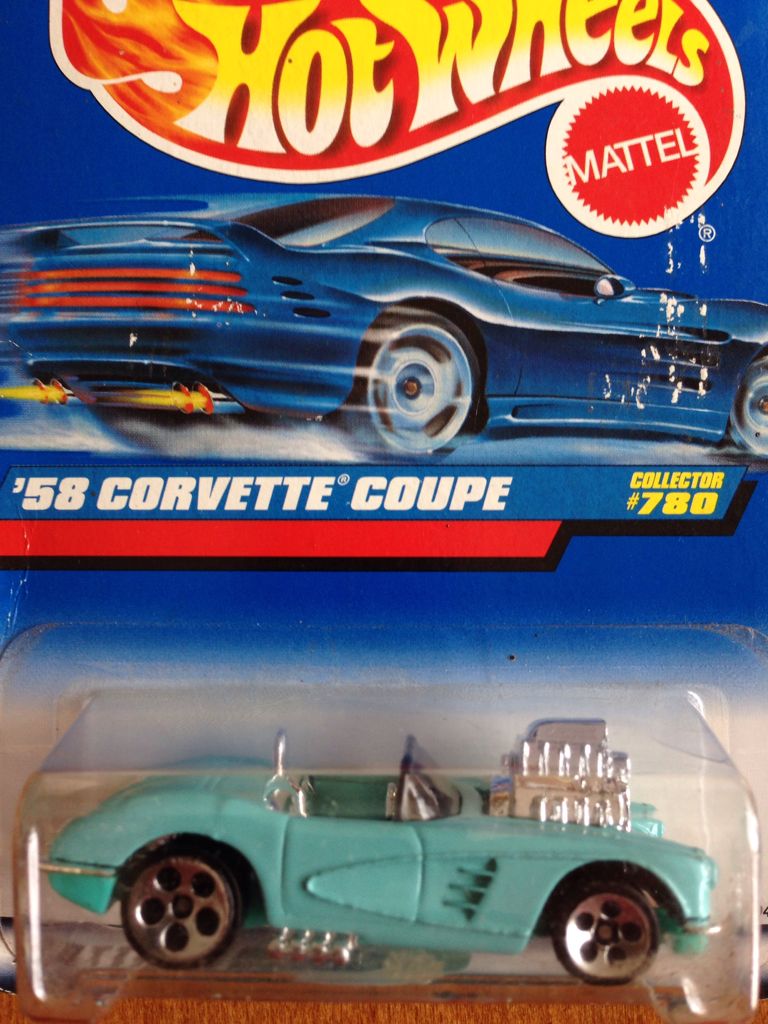 Hot Wheels
MATTEL
®
'58 CORVETTE® COUPE
COLLECTOR
#780